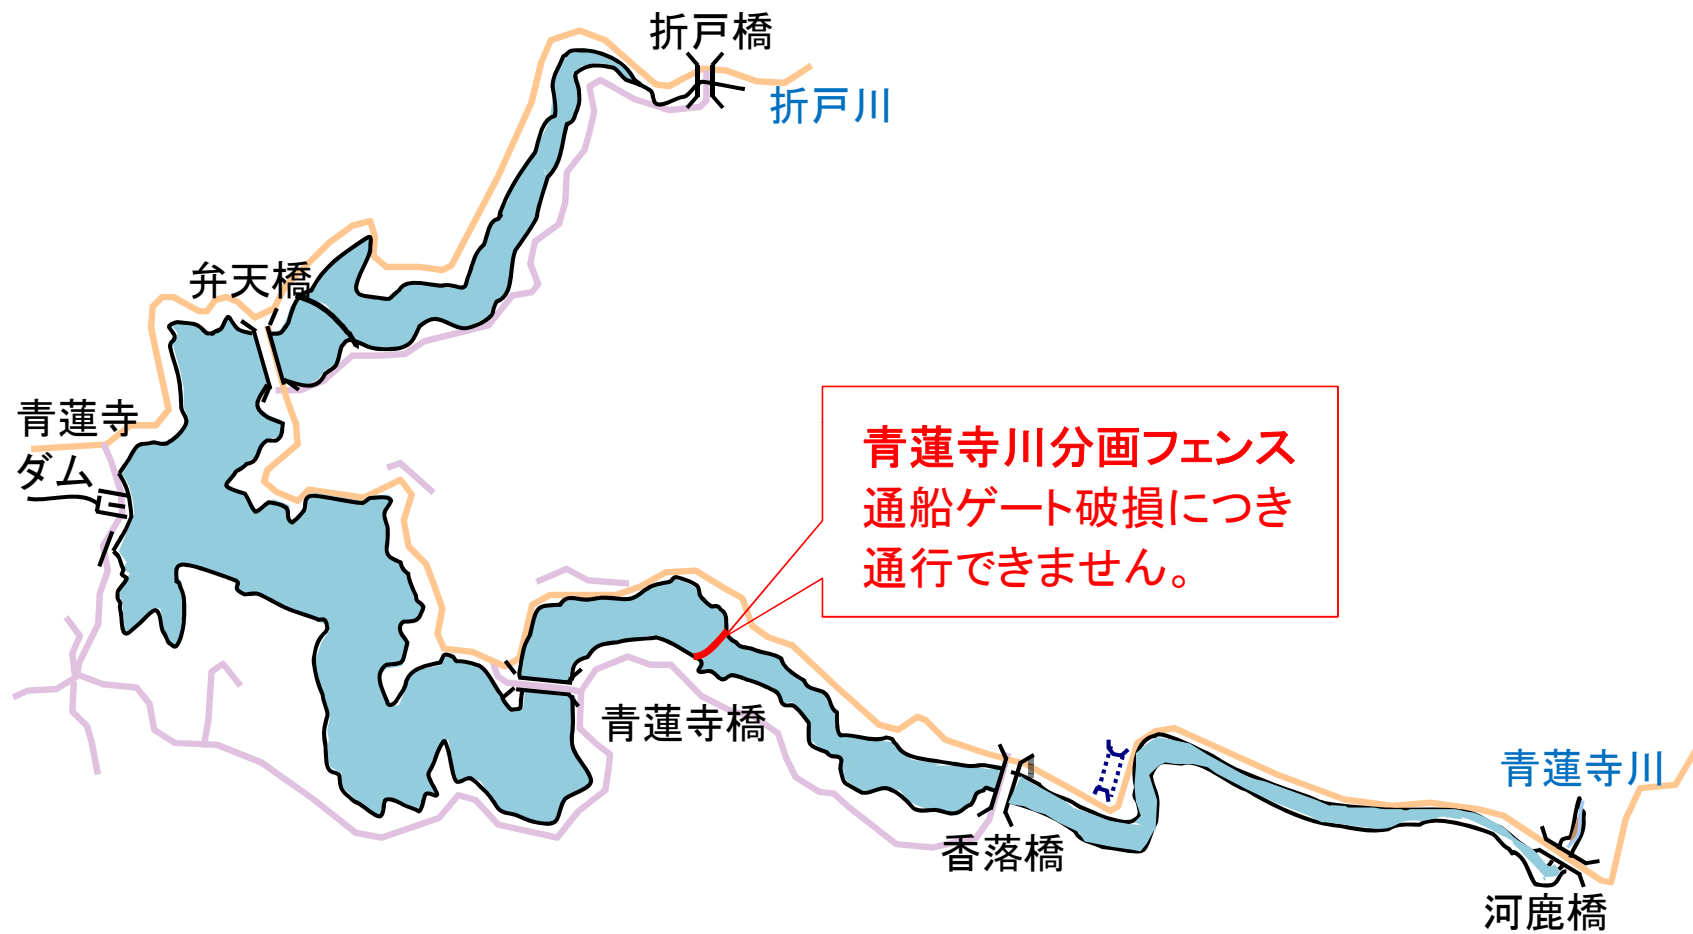 折戸橋
折戸川
弁天橋
青蓮寺
ダム
青蓮寺川分画フェンス
通船ゲート破損につき
通行できません。
青蓮寺橋
青蓮寺川
香落橋
河鹿橋